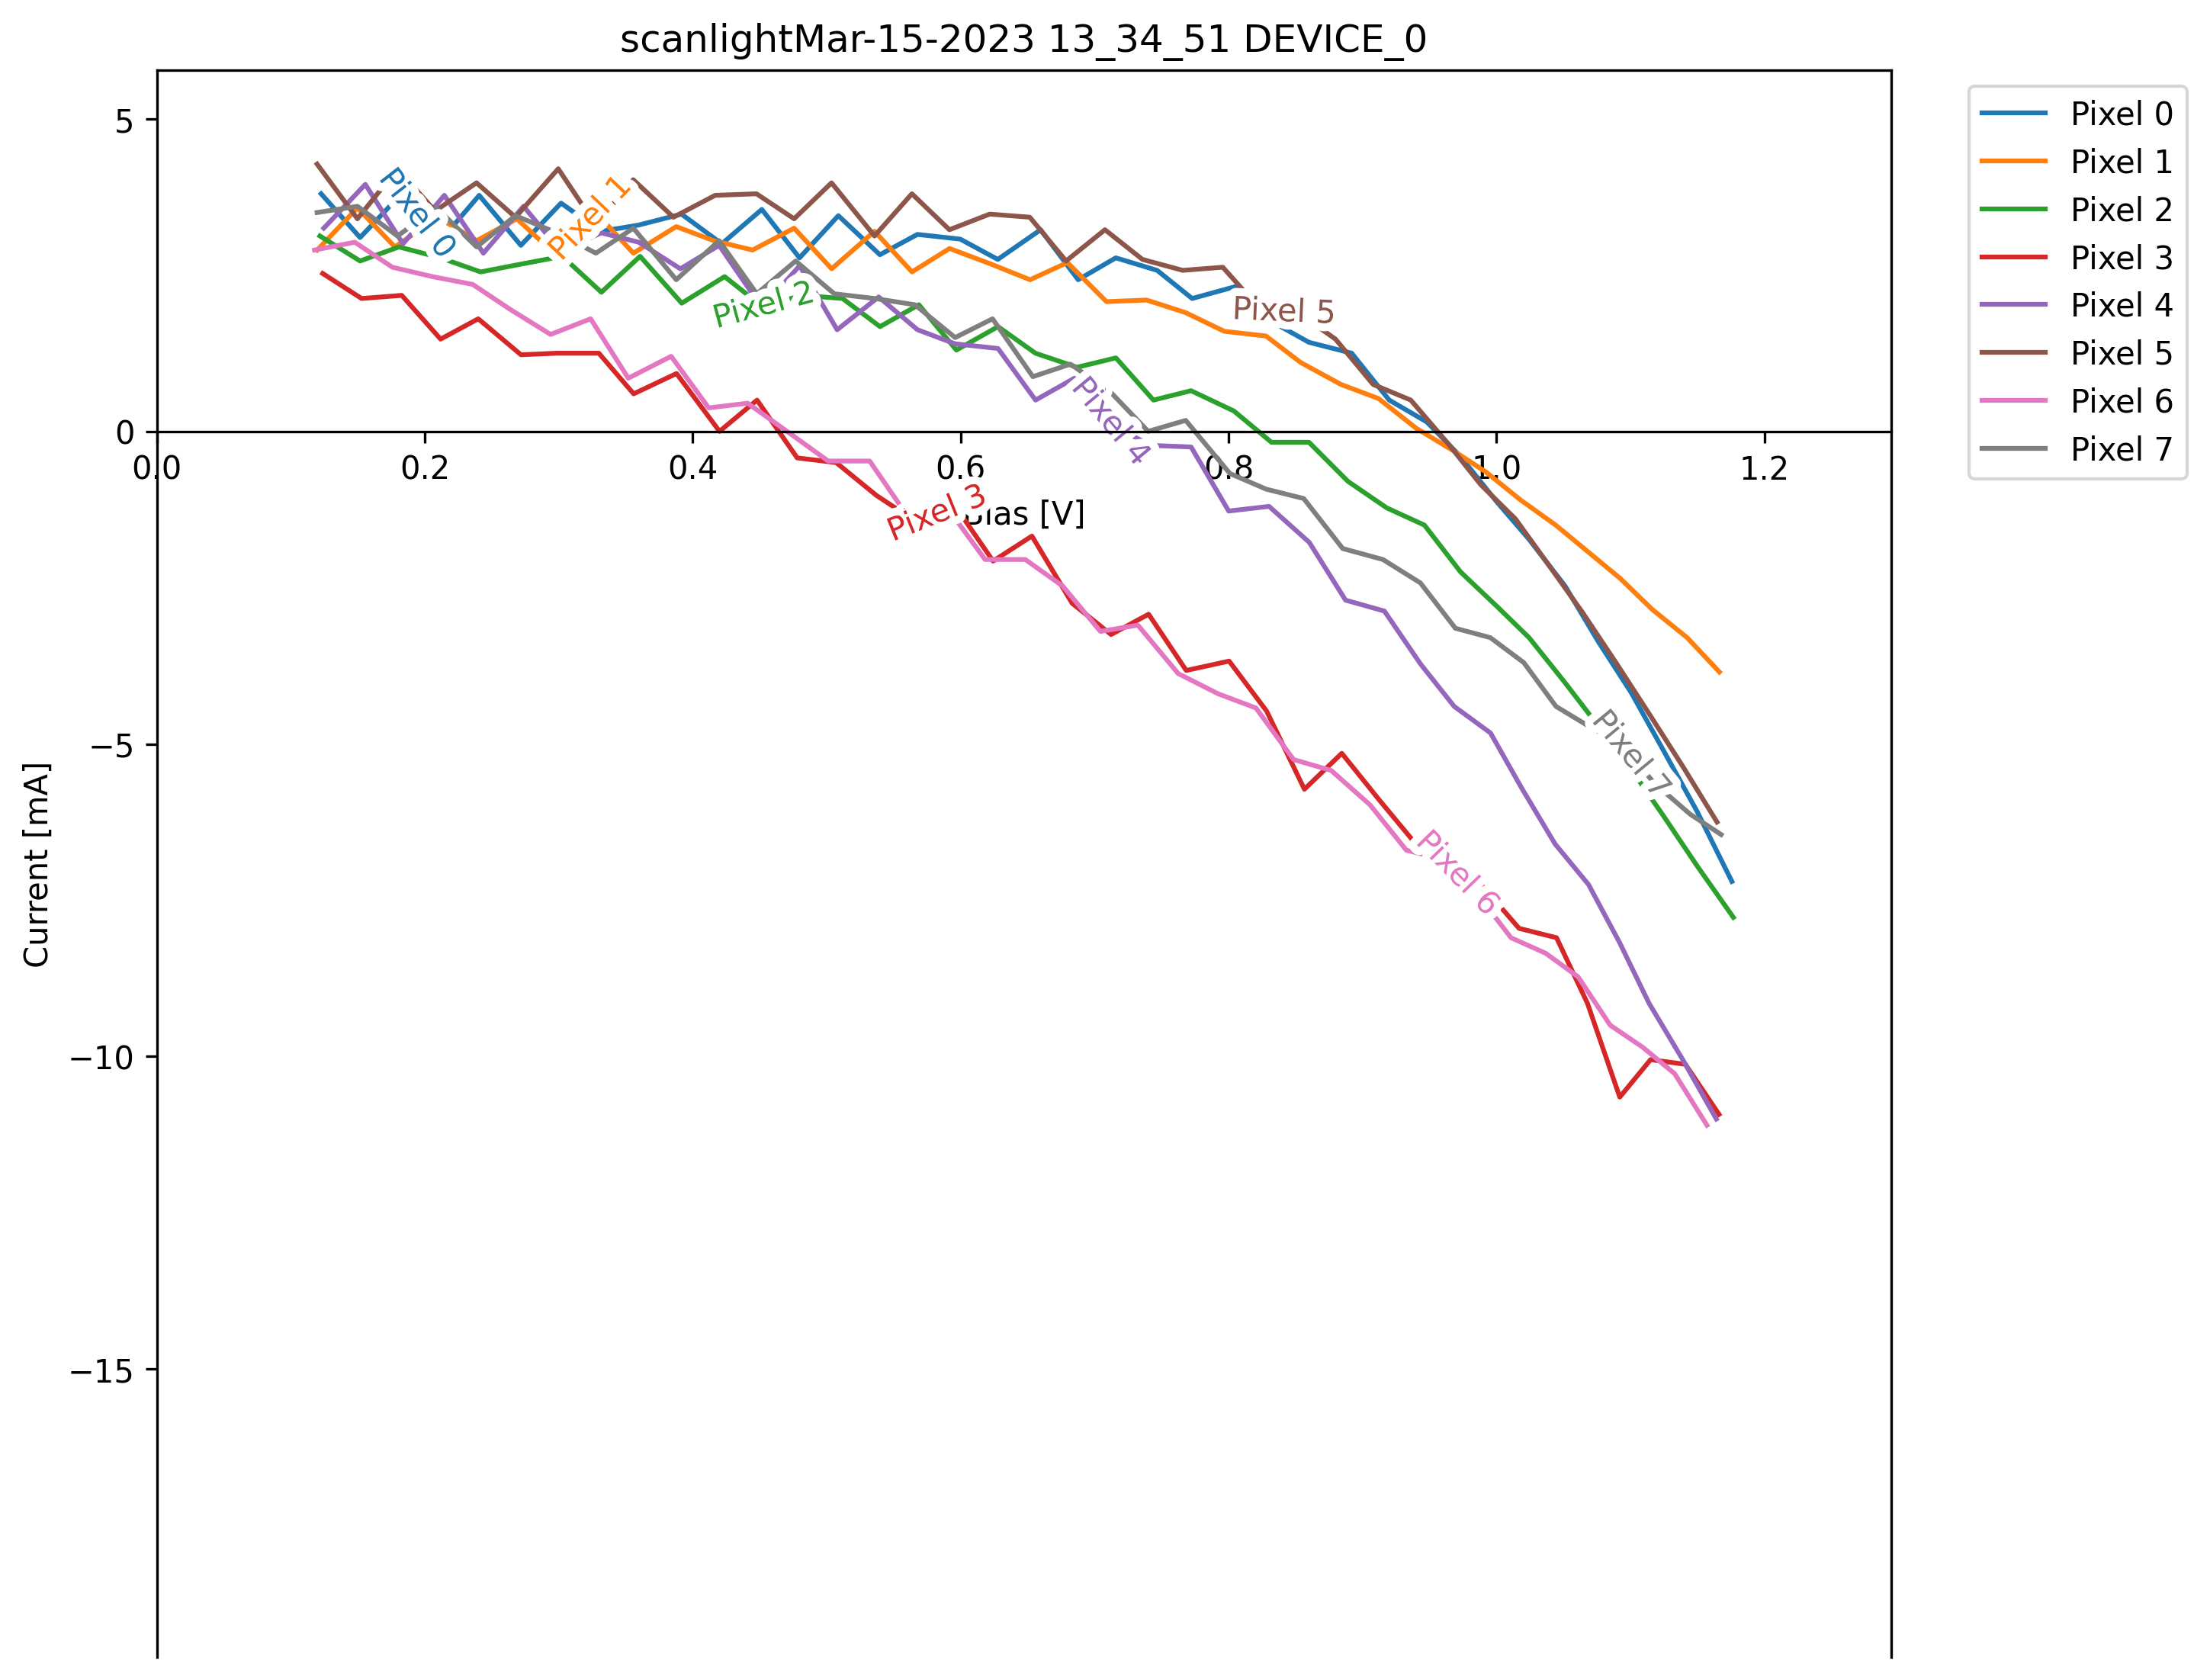 scanlightMar-15-2023 13_34_51 DEVICE_0
5
0
−5
−10
−15
Current [mA]
0.0
0.2
0.4
0.6
0.8
1.0
1.2
[V]
Pixel 0
Pixel 1
Pixel 2
Pixel 3
Pixel 4
Pixel 5
Pixel 6
Pixel 7
Pixel 0
Pixel 1
Pixel 2
Pixel 3
Pixel 4
Pixel 5
Pixel 6
Pixel 7